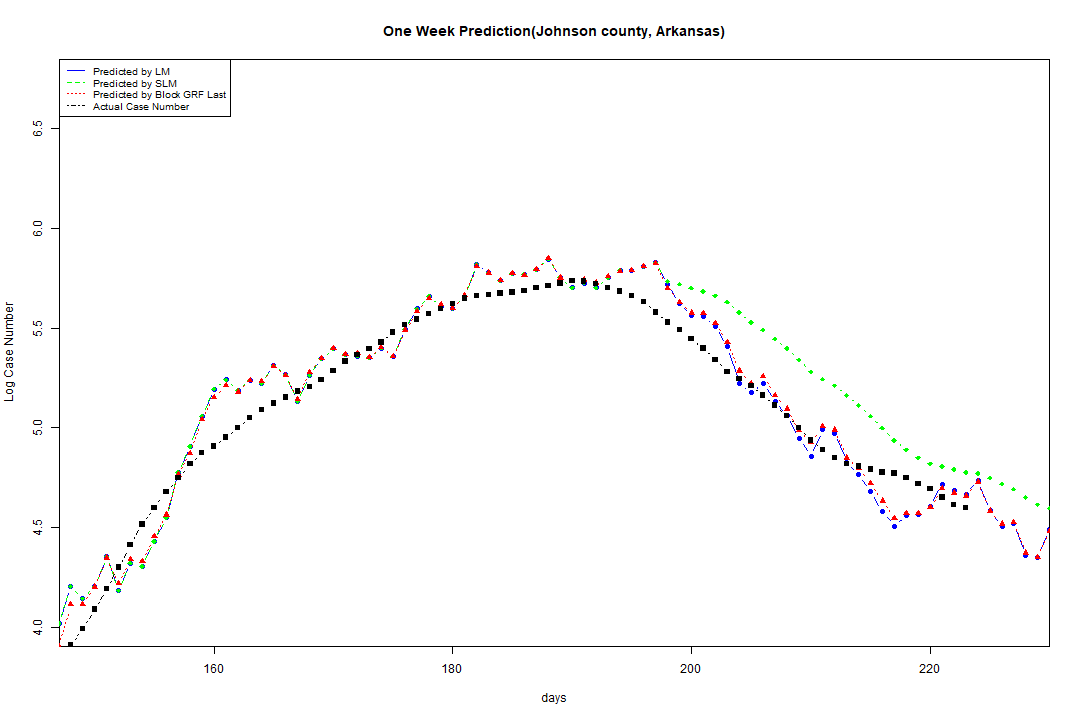 One Week Prediction(Johnson county, Arkansas)
Predicted by LM
Predicted by SLM
Predicted by Block GRF Last
Actual Case Number
Log Case Number
6.5
6.0
5.5
5.0
4.5
4.0
160 180 200 220
days